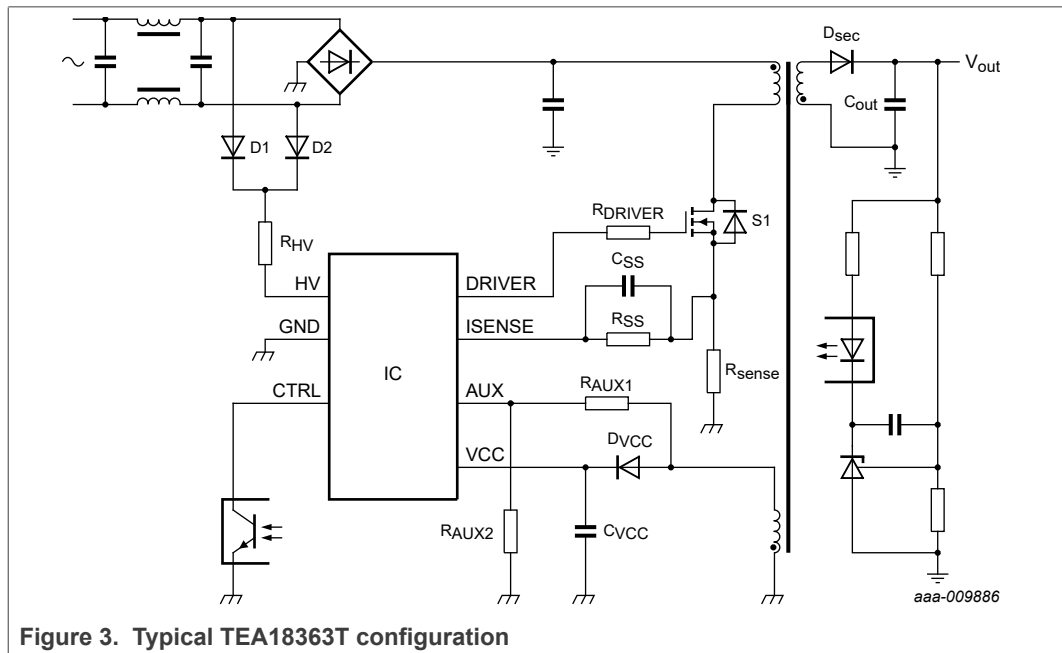 Dsec
Vout
Cout
D1
D2
RDRIVER
S1
RHV
CSS
HV
DRIVER
GND
ISENSE
RSS
IC
Rsense
CTRL
AUX
RAUX1
DVCC
VCC
RAUX2
CVCC
aaa-009886
Figure 3. Typical TEA18363T configuration